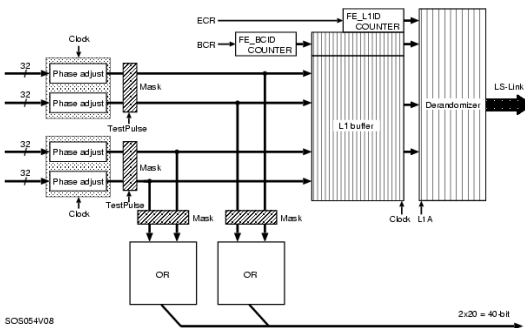 ECR
FE_L1ID
COUNTER
BCR
FE_BCID
COUNTER
Clock
32
Phase adjust
Mask
32
Phase adjust
TestPulse
LS-Link
Derandomizer
L1 buffer
32
Phase adjust
Mask
32
Phase adjust
Clock
TestPulse
Mask
Mask
Clock
L1A
OR
OR
2x20 = 40-bit
SOS054V08